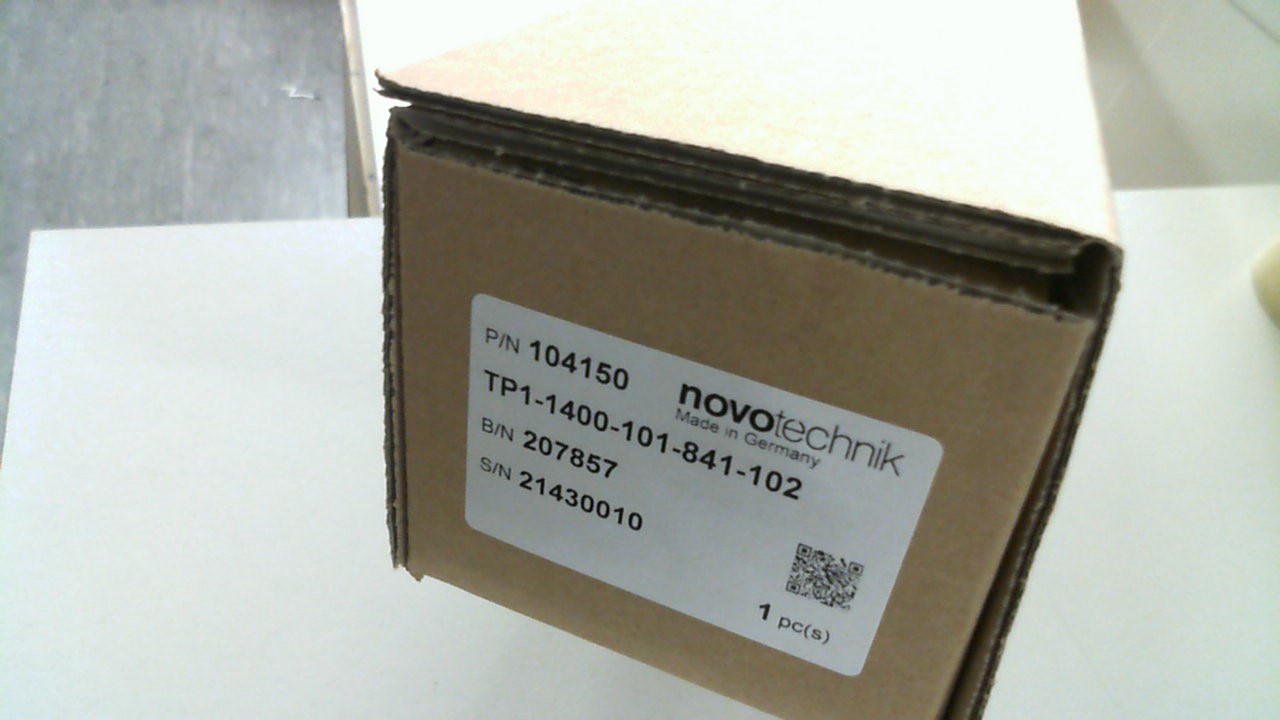 P/N 104150
novotechnik
Made in Germany
TP1-1400-101-841-102
B/N 207857
S/N 21430010
1 pc(s)